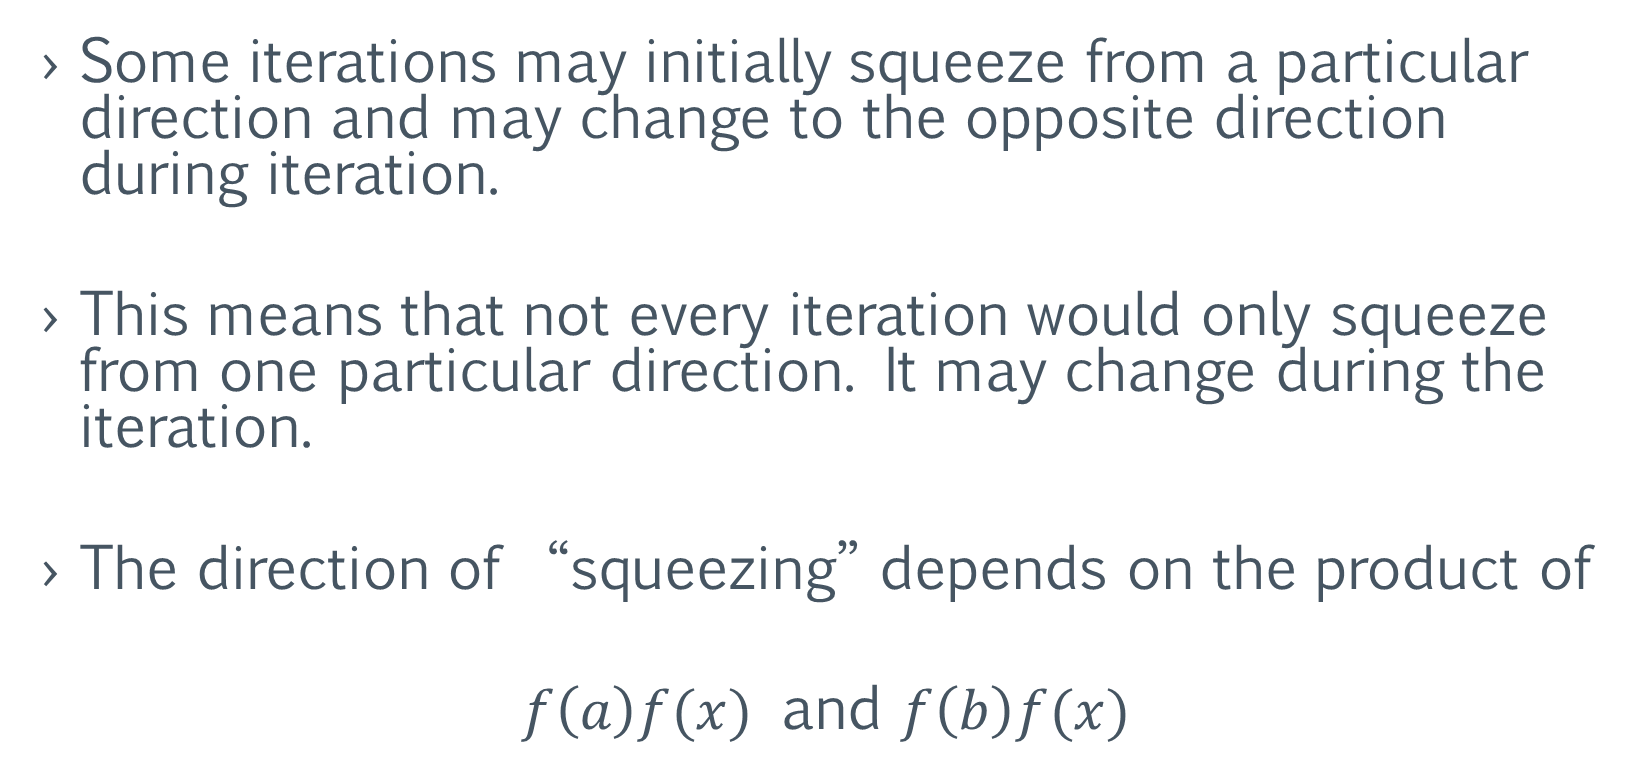 › Some iterations may initially squeeze from a particular
direction and may change to the opposite direction
during iteration.
› This means that not every iteration would only squeeze
from one particular direction. It may change during the
iteration.
› The direction of “squeezing” depends on the product of
f(a)f(x) and f(b)f(x)